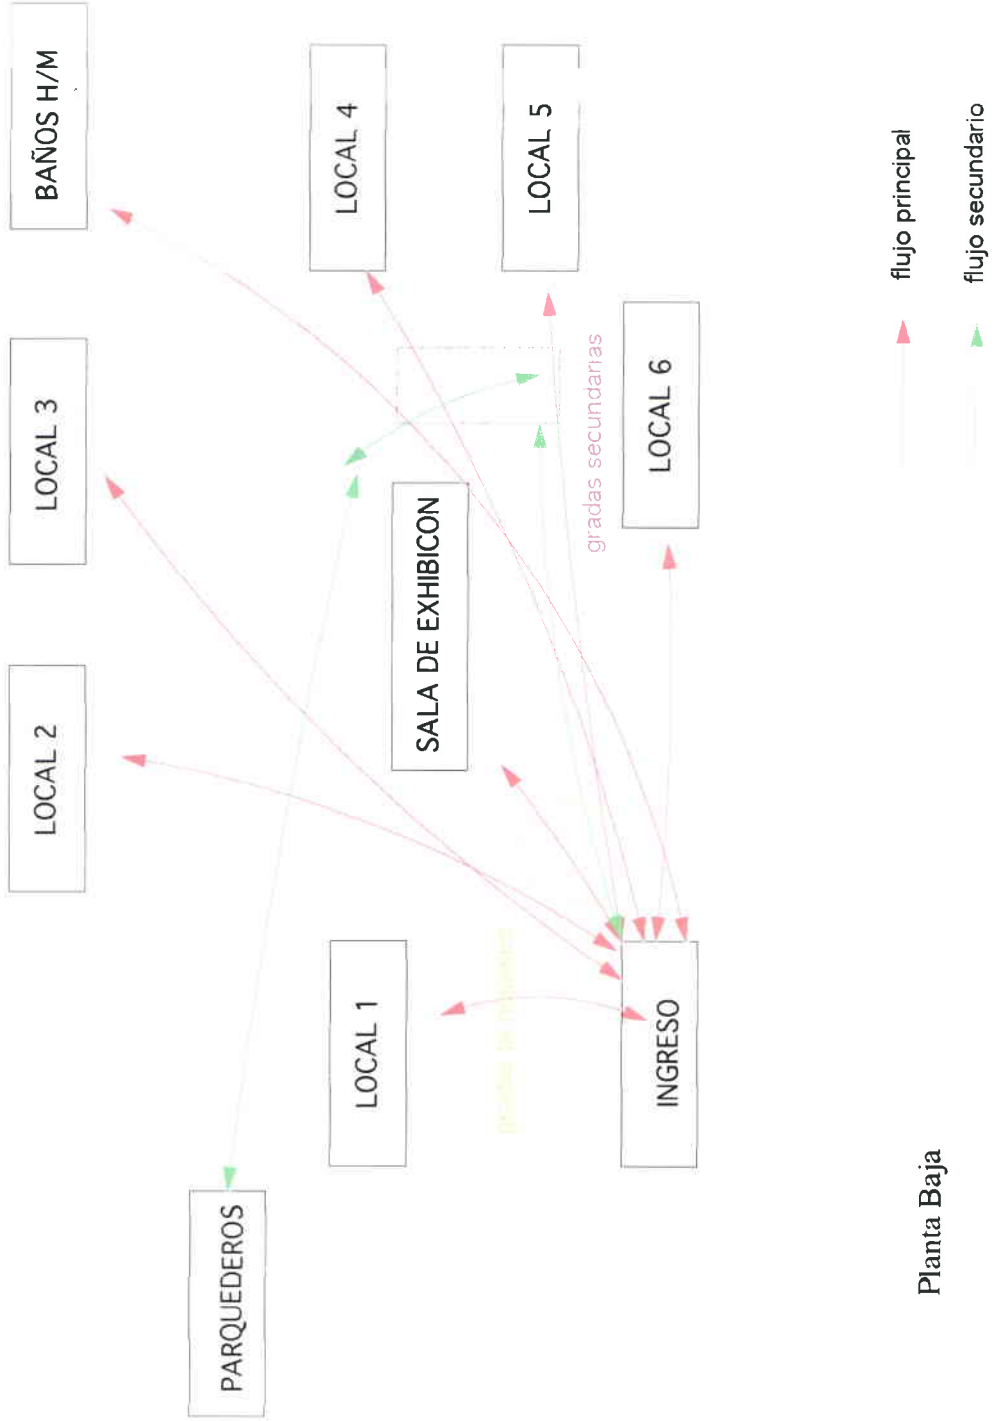 BAÑOS H/M
LOCAL 3
LOCAL 2
LOCAL 4
LOCAL 5
SALA DE EXHIBICON
gradas secundarias
LOCAL 6
LOCAL 1
PARQUEDEROS
INGRESO
flujo principal
flujo secundario
Planta Baja